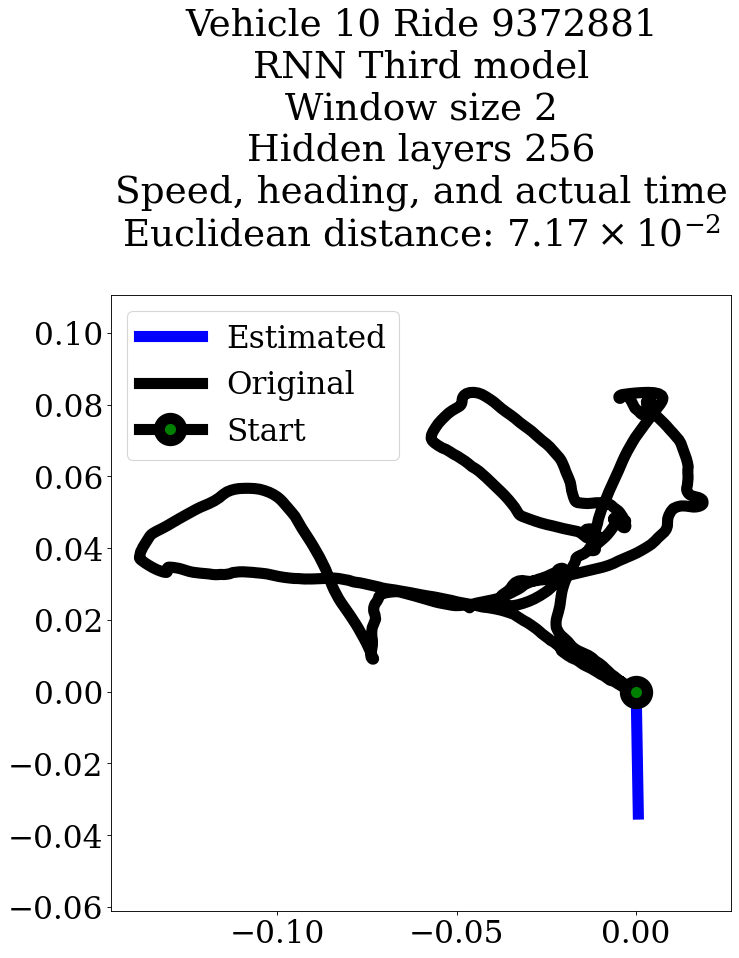 Vehicle 10 Ride 9372881
RNN Third model
Window size 2
Hidden layers 256
Speed, heading, and actual time
Euclidean distance: 7.17 × 10⁻²
Estimated
Original
Start
0.10
0.08
0.06
0.04
0.02
0.00
−0.02
−0.04
−0.06
−0.10 −0.05 0.00